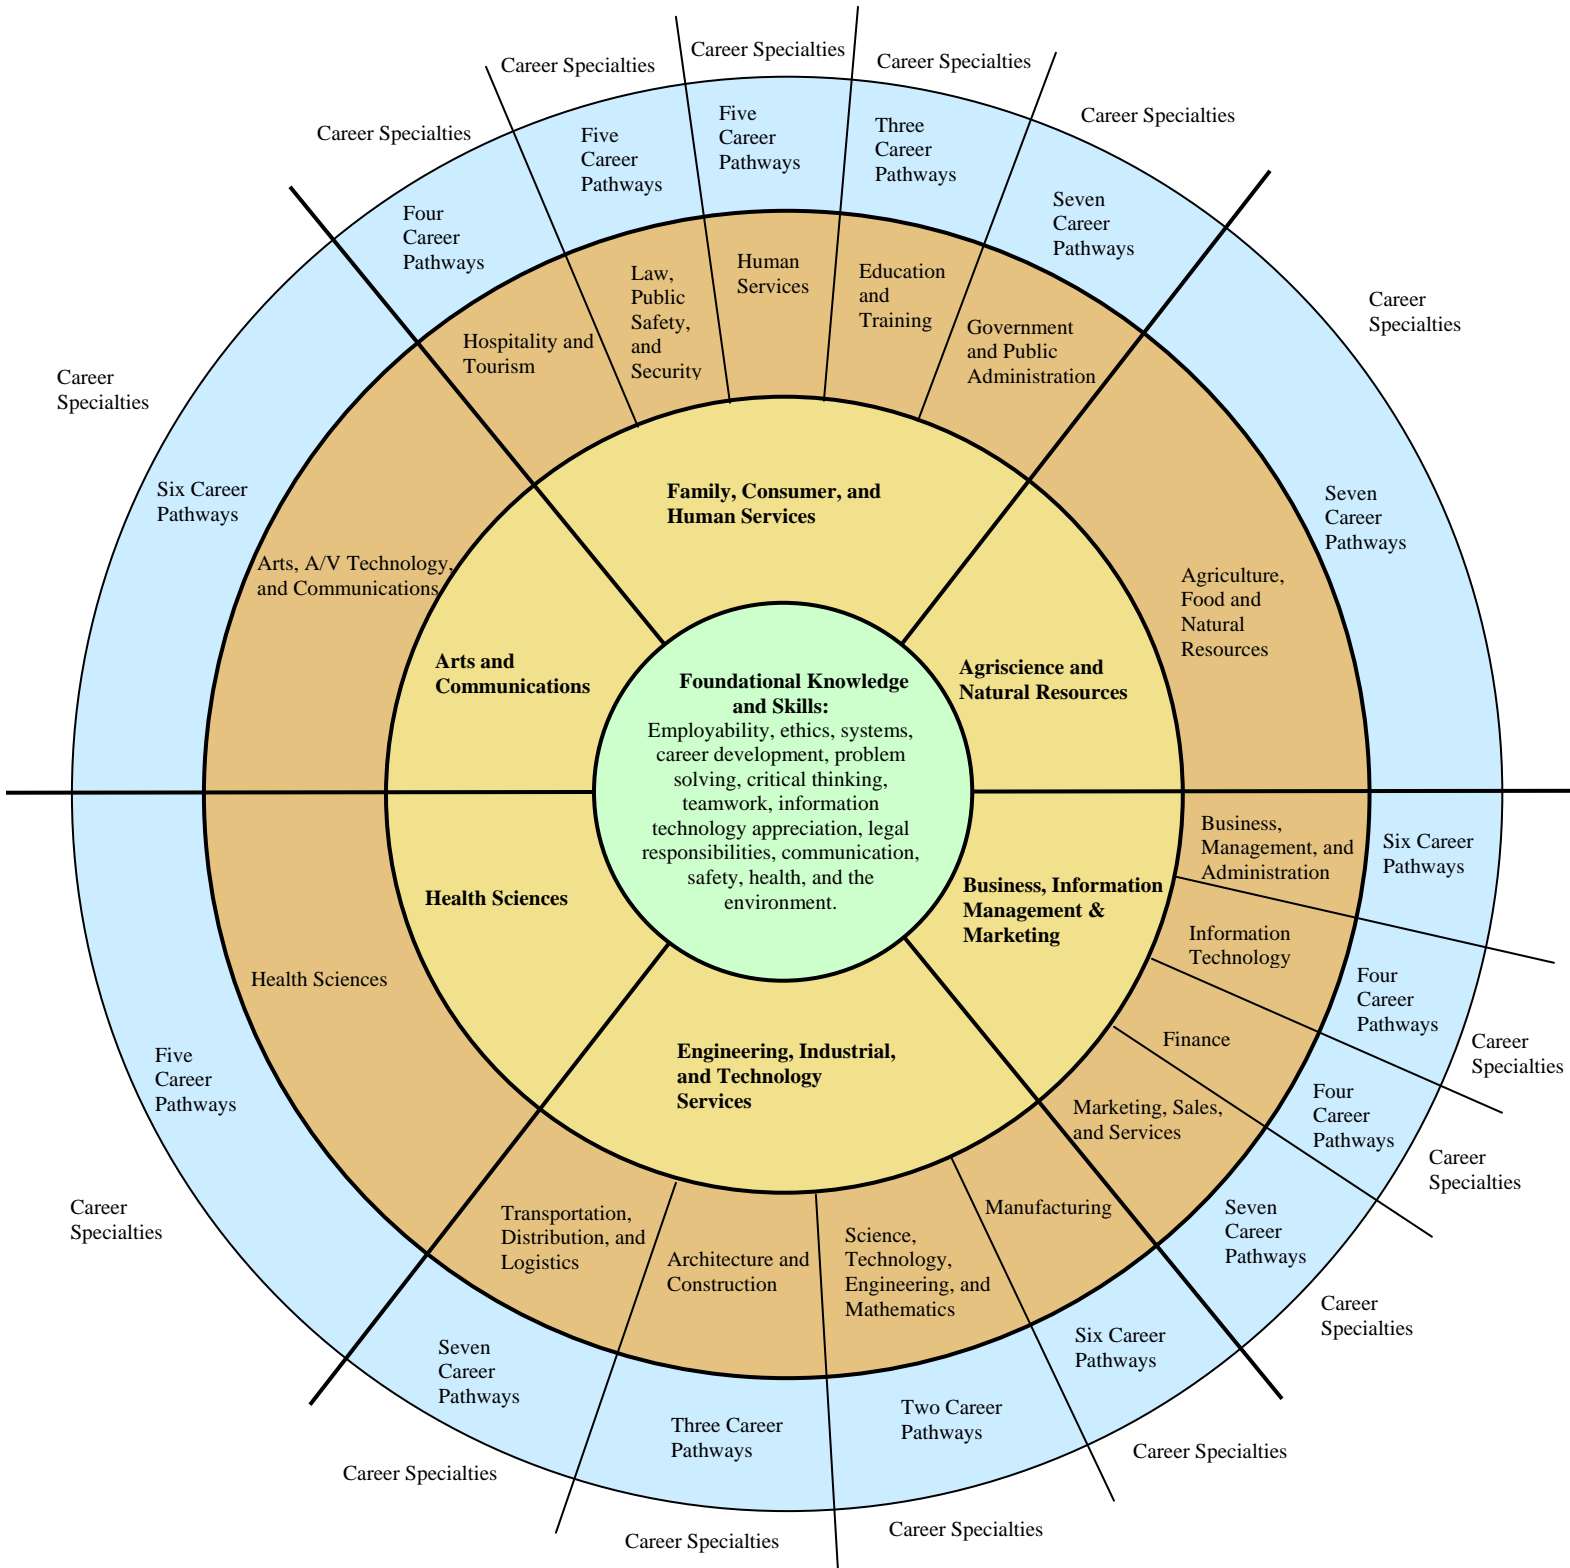 Career Specialties
Career Specialties
Career Specialties
Career Specialties
Career Specialties
Five
Career
Pathways
Three
Career
Pathways
Five
Career
Pathways
Four
Career
Pathways
Seven
Career
Pathways
Human
Services
Education
and
Training
Law,
Public
Safety,
and
Security
Hospitality and
Tourism
Government
and Public
Administration
Career
Specialties
Career
Specialties
Six Career
Pathways
Seven
Career
Pathways
Family, Consumer, and
Human Services
Arts, A/V Technology,
and Communications
Agriculture,
Food and
Natural
Resources
Arts and
Communications
Agriscience and
Natural Resources
Foundational Knowledge
and Skills:
Employability, ethics, systems,
career development, problem
solving, critical thinking,
teamwork, information
technology appreciation, legal
responsibilities, communication,
safety, health, and the
environment.
Health Sciences
Business, Information
Management &
Marketing
Business,
Management, and
Administration
Six Career
Pathways
Information
Technology
Four
Career
Pathways
Career
Specialties
Health Sciences
Five
Career
Pathways
Finance
Four
Career
Pathways
Career
Specialties
Engineering, Industrial,
and Technology
Services
Marketing, Sales,
and Services
Seven
Career
Pathways
Career
Specialties
Career
Specialties
Transportation,
Distribution, and
Logistics
Architecture and
Construction
Science,
Technology,
Engineering, and
Mathematics
Manufacturing
Seven
Career
Pathways
Three Career
Pathways
Two Career
Pathways
Six Career
Pathways
Career Specialties
Career Specialties
Career Specialties
Career Specialties